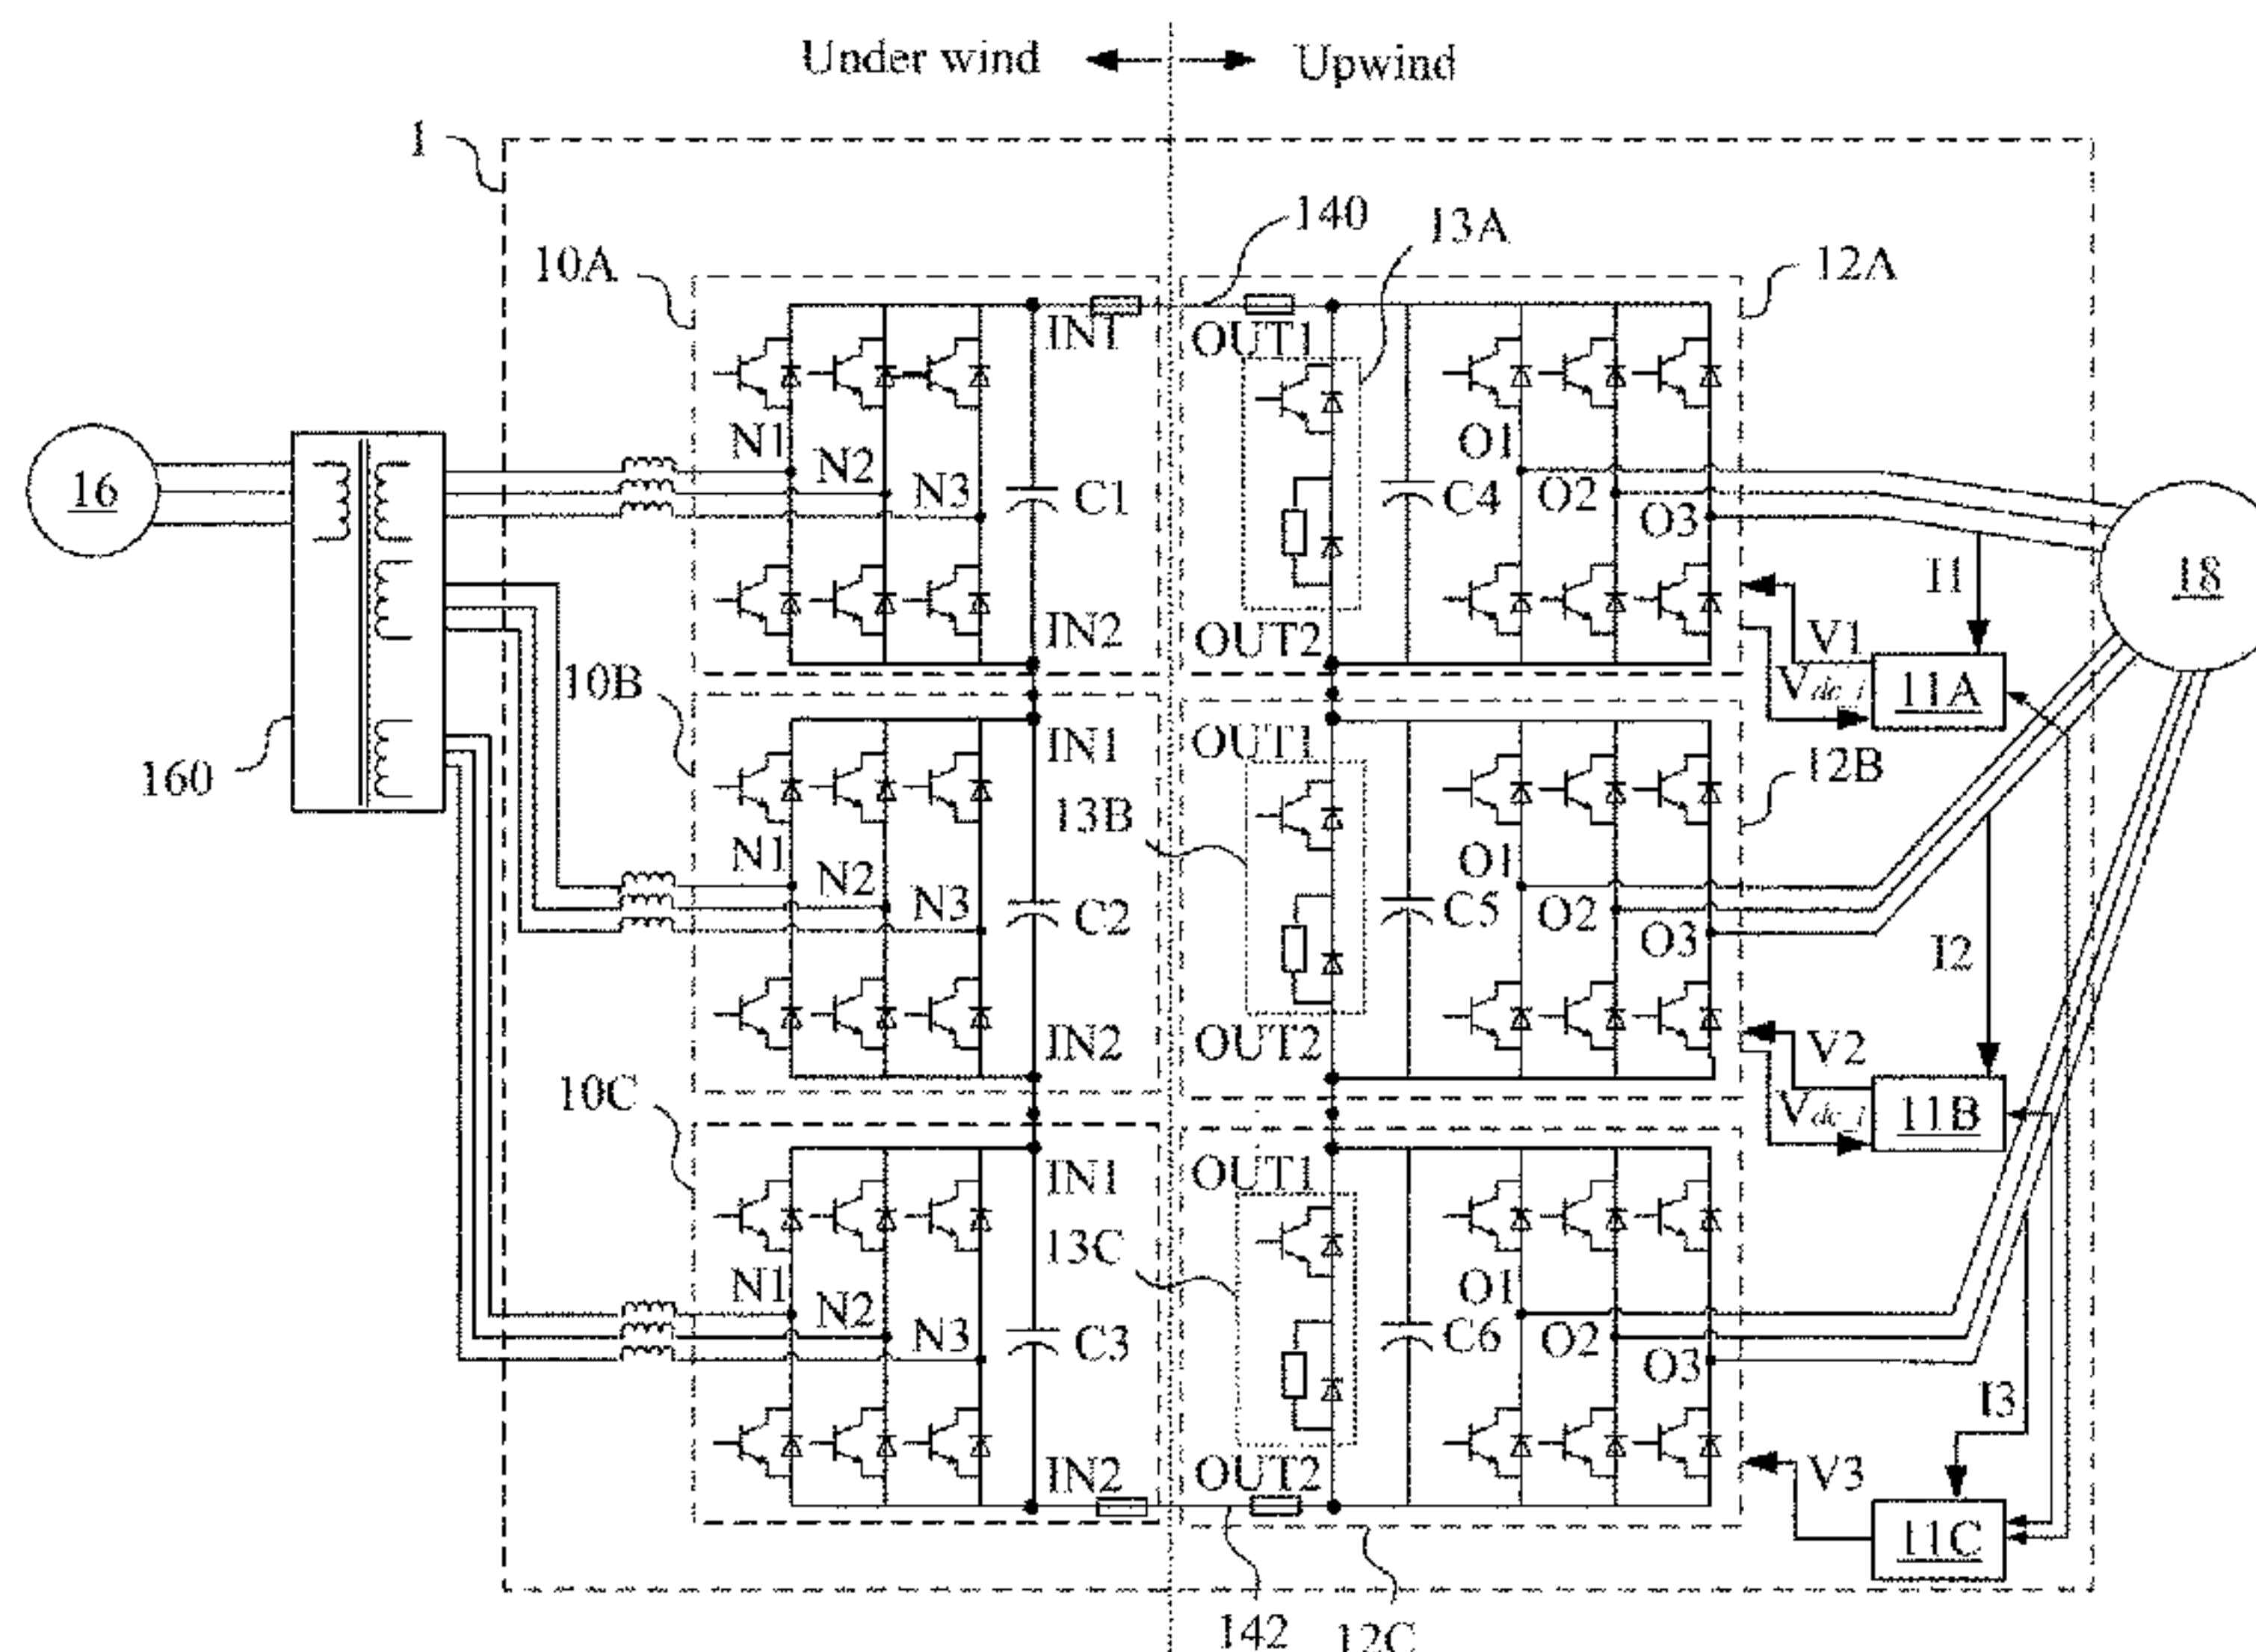 Under wind
Upwind
1
140
13A
10A
12A
IN1
OUT1
N1
N2
N3
C1
O1
O2
O3
C4
16
18
I1
IN2
OUT2
V1
Vdc_i
11A
10B
160
IN1
OUT1
12B
13B
N1
N2
N3
C2
O1
O2
O3
C5
I2
IN2
OUT2
V2
Vdc_i
11B
10C
IN1
OUT1
13C
N1
N2
N3
C3
O1
O2
O3
C6
I3
IN2
OUT2
V3
11C
142
12C